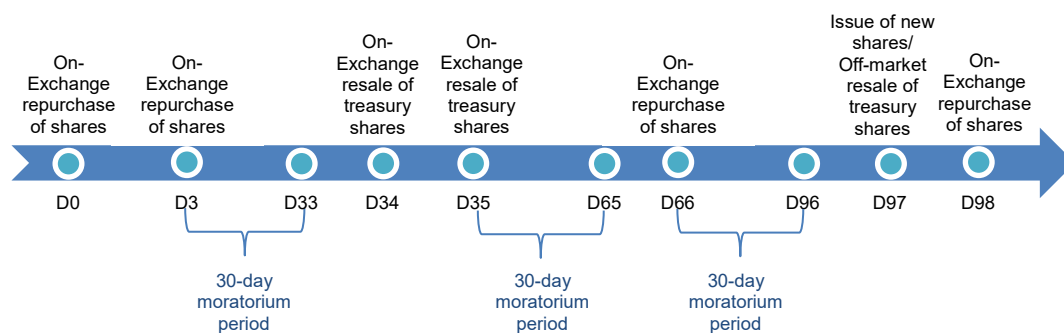 On-
Exchange
repurchase
of shares
On-
Exchange
repurchase
of shares
On-
Exchange
resale of
treasury
shares
On-
Exchange
resale of
treasury
shares
On-
Exchange
repurchase
of shares
Issue of new
shares/
Off-market
resale of
treasury
shares
On-
Exchange
repurchase
of shares
D0
D3
D33
D34
D35
D65
D66
D96
D97
D98
30-day
moratorium
period
30-day
moratorium
period
30-day
moratorium
period